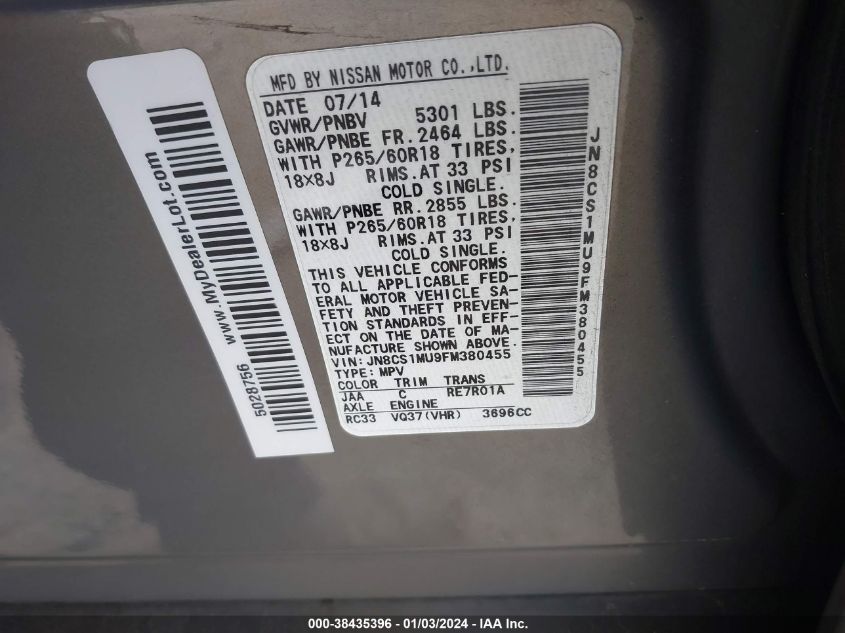 MFD BY NISSAN MOTOR CO.,LTD.
DATE 07/14
GVWR/PNBV 5301 LBS.
GAWR/PNBE FR. 2464 LBS.
WITH P265/60R18 TIRES,
18X8J RIMS.AT 33 PSI
COLD SINGLE.
GAWR/PNBE RR. 2855 LBS.
WITH P265/60R18 TIRES,
18X8J RIMS.AT 33 PSI
COLD SINGLE.
THIS VEHICLE CONFORMS
TO ALL APPLICABLE FED-
ERAL MOTOR VEHICLE SA-
FETY AND THEFT PREVEN-
TION STANDARDS IN EFF-
ECT ON THE DATE OF MA-
NUFACTURE SHOWN ABOVE.
VIN: JN8CS1MU9FM380455
TYPE: MPV
COLOR TRIM TRANS
JAA C RE7R01A
AXLE ENGINE
RC33 VQ37(VHR) 3696CC
JN8CS1MU9FM380455
www.MyDealerLot.com
5028756
000-38435396 - 01/03/2024 - IAA Inc.